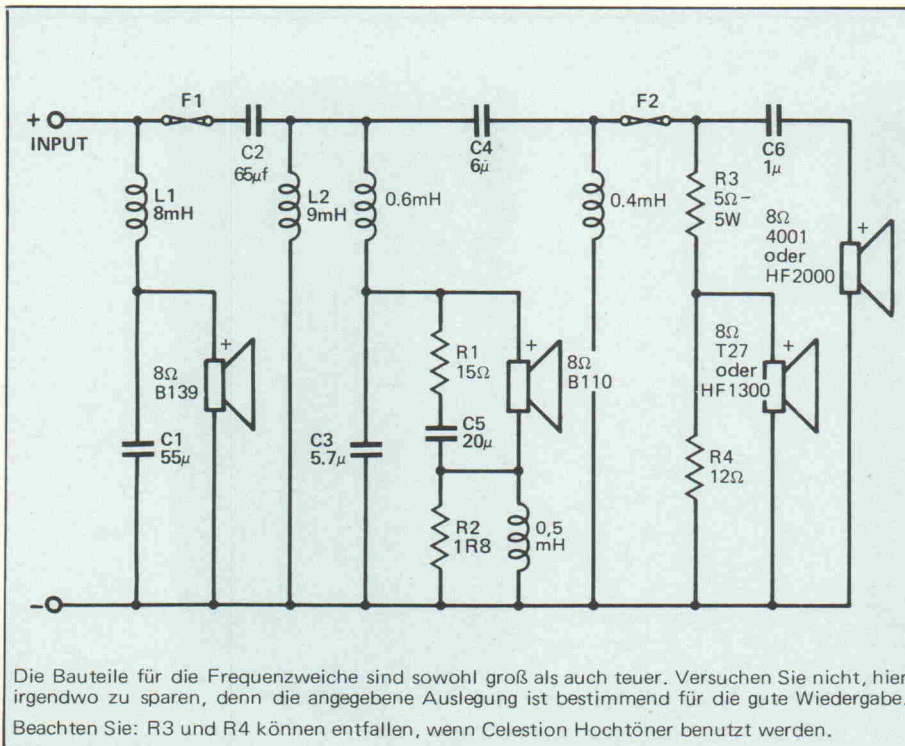 F1
F2
+
INPUT
C2
65µf
C4
6µ
C6
1µ
L1
8mH
L2
9mH
0.6mH
0.4mH
R3
5Ω–
5W
8Ω
4001
oder
HF2000
+
8Ω
B139
+
R1
15Ω
8Ω
B110
+
8Ω
T27
oder
HF1300
+
C1
55µ
C3
5.7µ
C5
20µ
R4
12Ω
R2
1R8
0,5
mH
–
Die Bauteile für die Frequenzweiche sind sowohl groß als auch teuer. Versuchen Sie nicht, hier
irgendwo zu sparen, denn die angegebene Auslegung ist bestimmend für die gute Wiedergabe.
Beachten Sie: R3 und R4 können entfallen, wenn Celestion Hochtöner benutzt werden.